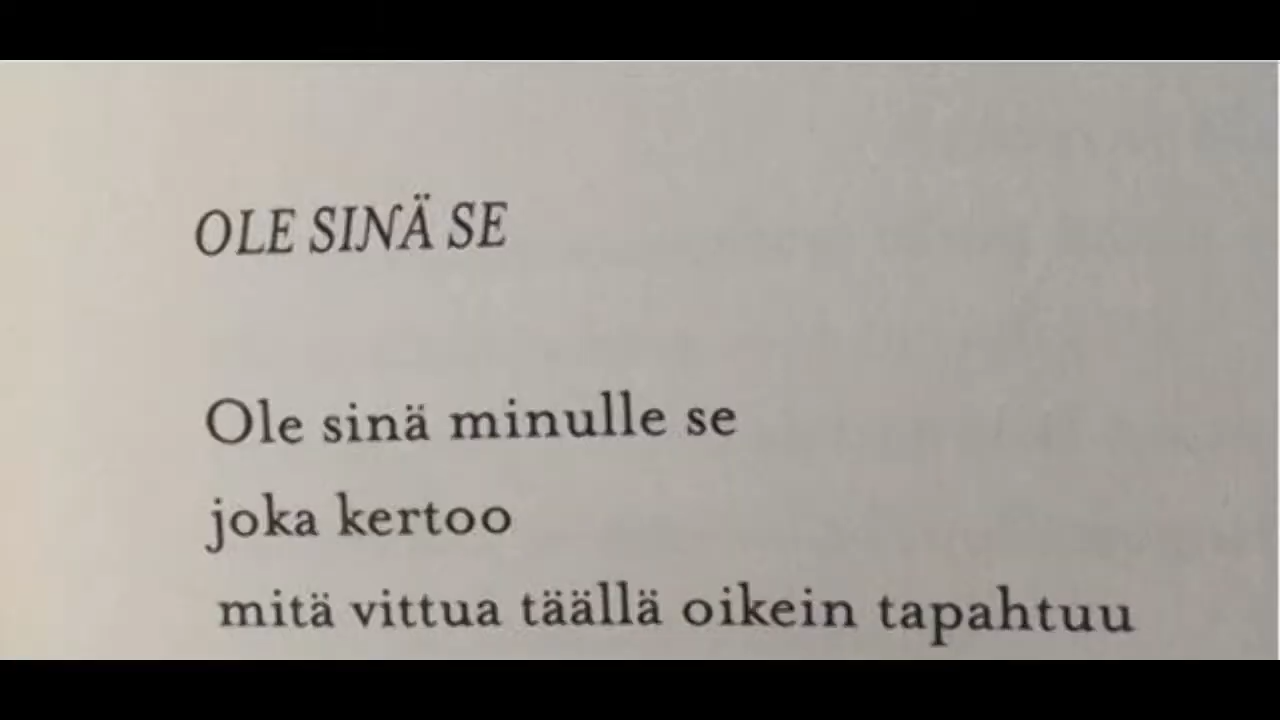 OLE SINÄ SE
Ole sinä minulle se
joka kertoo
mitä vittua täällä oikein tapahtuu